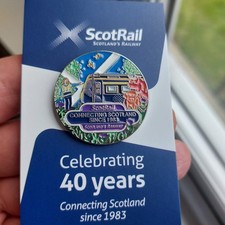 ScotRail
SCOTLAND'S RAILWAY
ScotRail
CONNECTING SCOTLAND
SINCE 1983
Celebrating
40 years
Connecting Scotland
since 1983